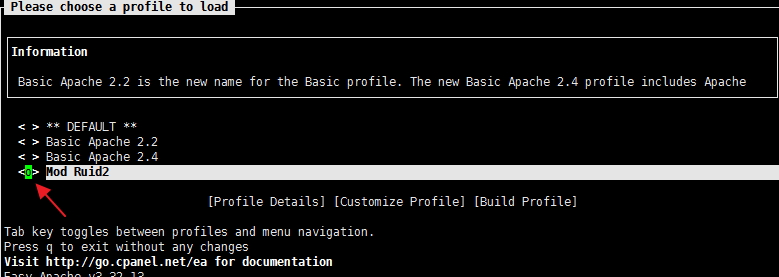 Please choose a profile to load
Information
Basic Apache 2.2 is the new name for the Basic profile. The new Basic Apache 2.4 profile includes Apache
< > ** DEFAULT **
< > Basic Apache 2.2
< > Basic Apache 2.4
<o> Mod Ruid2
[Profile Details] [Customize Profile] [Build Profile]
Tab key toggles between profiles and menu navigation.
Press q to exit without any changes
Visit http://go.cpanel.net/ea for documentation
Easy Apache v3.32.13